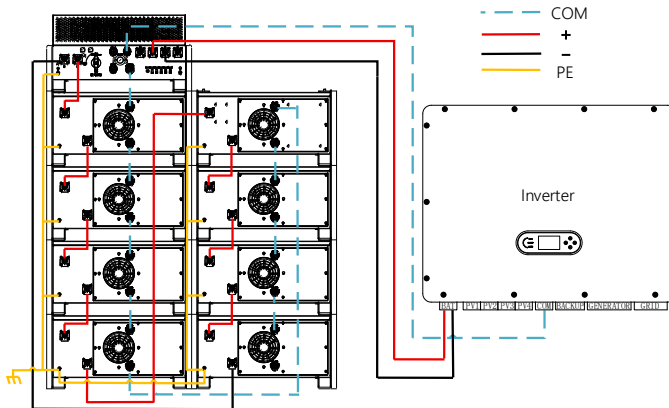 COM
+
−
PE
Inverter
BAT PV1 PV2 PV3 PV4 COM BACKUP GENERATOR GRID